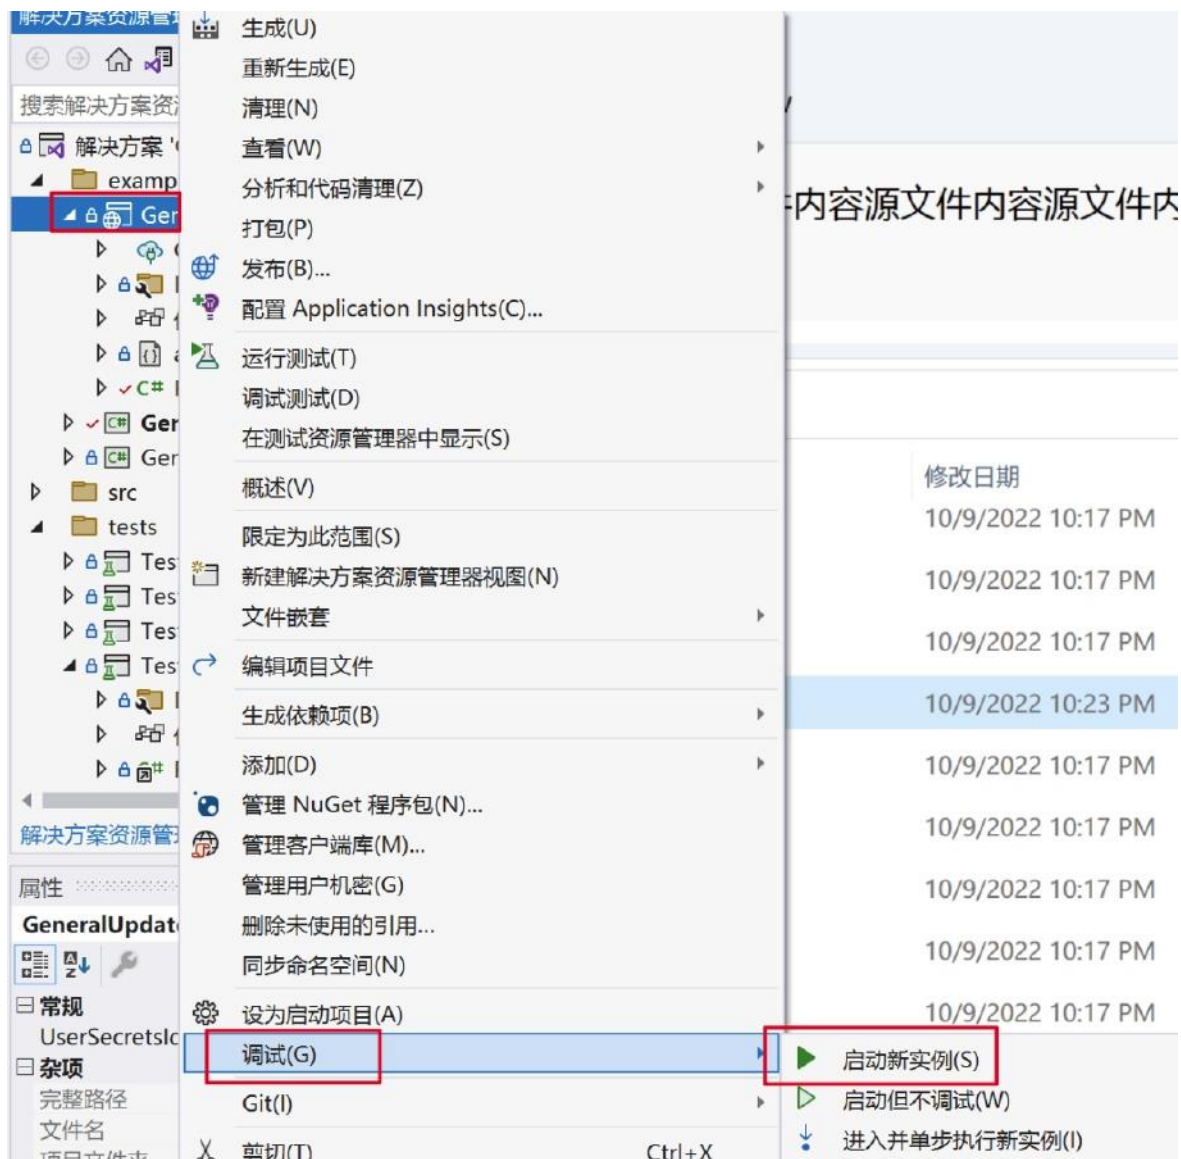 解决方案资源管
搜索解决方案资
解决方案 '
examp
Ger
Ger
Ger
src
tests
Tes
Tes
Tes
Tes
解决方案资源管
属性
GeneralUpdat
常规
UserSecretsId
杂项
完整路径
文件名
项目文件夹
生成(U)
重新生成(E)
清理(N)
查看(W)
分析和代码清理(Z)
打包(P)
发布(B)...
配置 Application Insights(C)...
运行测试(T)
调试测试(D)
在测试资源管理器中显示(S)
概述(V)
限定为此范围(S)
新建解决方案资源管理器视图(N)
文件嵌套
编辑项目文件
生成依赖项(B)
添加(D)
管理 NuGet 程序包(N)...
管理客户端库(M)...
管理用户机密(G)
删除未使用的引用...
同步命名空间(N)
设为启动项目(A)
调试(G)
Git(I)
剪切(T) Ctrl+X
内容源文件内容源文件内
修改日期
10/9/2022 10:17 PM
10/9/2022 10:17 PM
10/9/2022 10:17 PM
10/9/2022 10:23 PM
10/9/2022 10:17 PM
10/9/2022 10:17 PM
10/9/2022 10:17 PM
10/9/2022 10:17 PM
10/9/2022 10:17 PM
启动新实例(S)
启动但不调试(W)
进入并单步执行新实例(I)